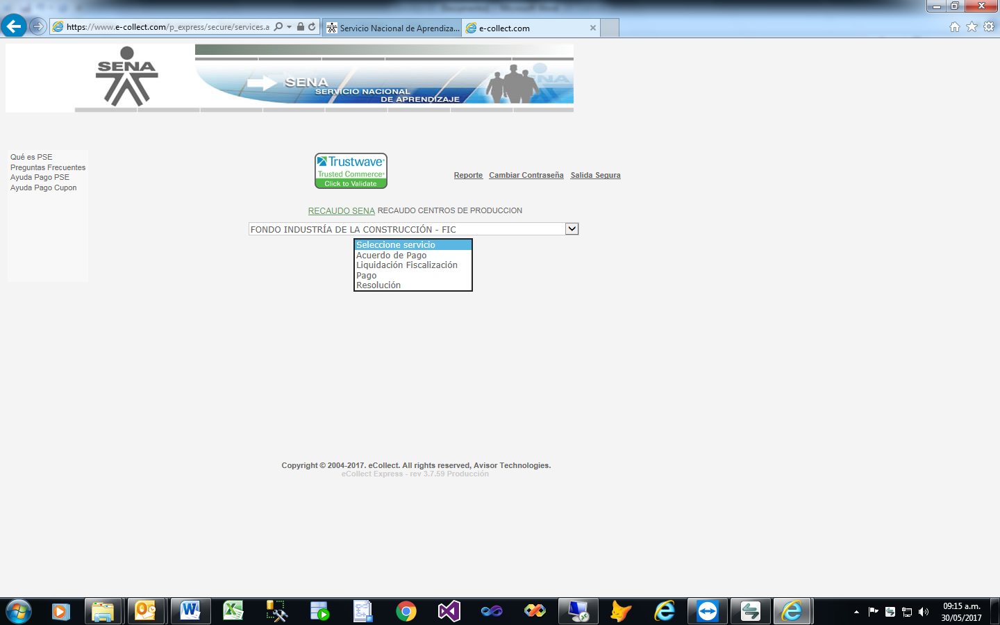 https://www.e-collect.com/p_express/secure/services.a
Servicio Nacional de Aprendiza...
e-collect.com
SENA
SENA
SERVICIO NACIONAL
DE APRENDIZAJE
Qué es PSE
Preguntas Frecuentes
Ayuda Pago PSE
Ayuda Pago Cupon
Trustwave®
Trusted Commerce®
Click to Validate
Reporte Cambiar Contraseña Salida Segura
RECAUDO SENA RECAUDO CENTROS DE PRODUCCION
FONDO INDUSTRÍA DE LA CONSTRUCCIÓN - FIC
Seleccione servicio
Acuerdo de Pago
Liquidación Fiscalización
Pago
Resolución
Copyright © 2004-2017. eCollect. All rights reserved, Avisor Technologies.
eCollect Express - rev 3.7.59 Producción
09:15 a.m.
30/05/2017